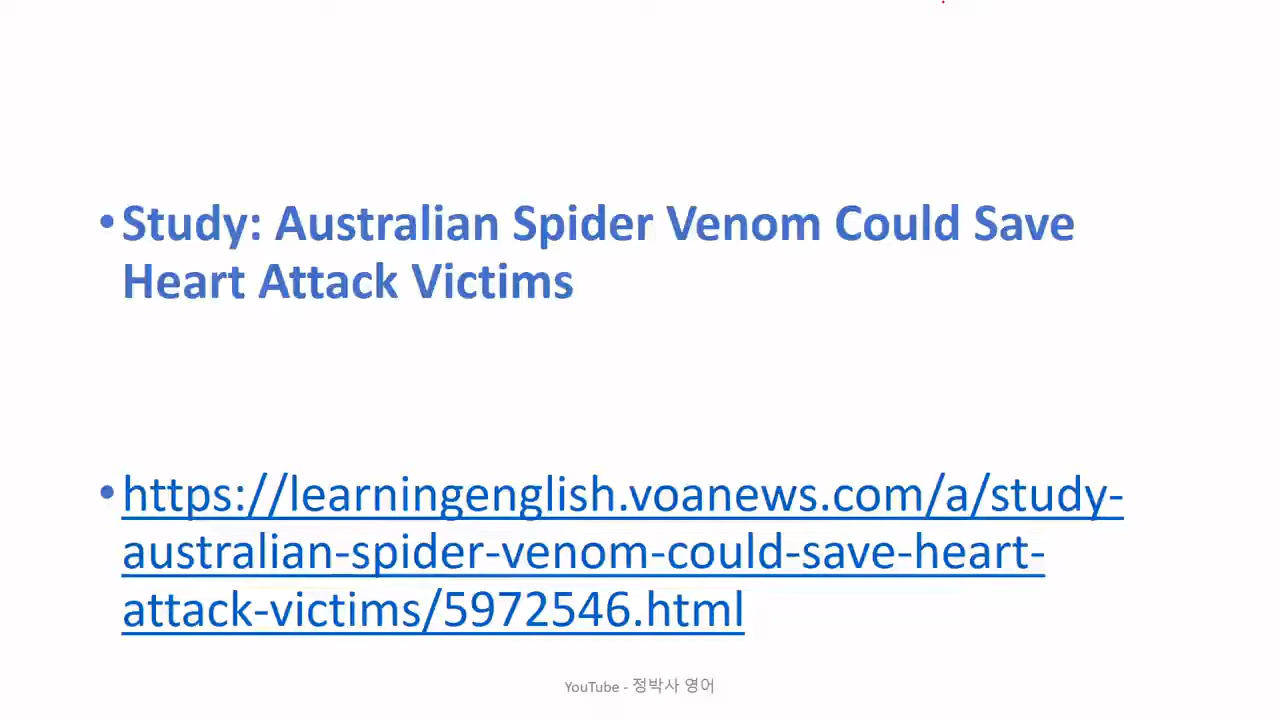 •Study: Australian Spider Venom Could Save
Heart Attack Victims
•https://learningenglish.voanews.com/a/study-
australian-spider-venom-could-save-heart-
attack-victims/5972546.html
YouTube - 정박사 영어